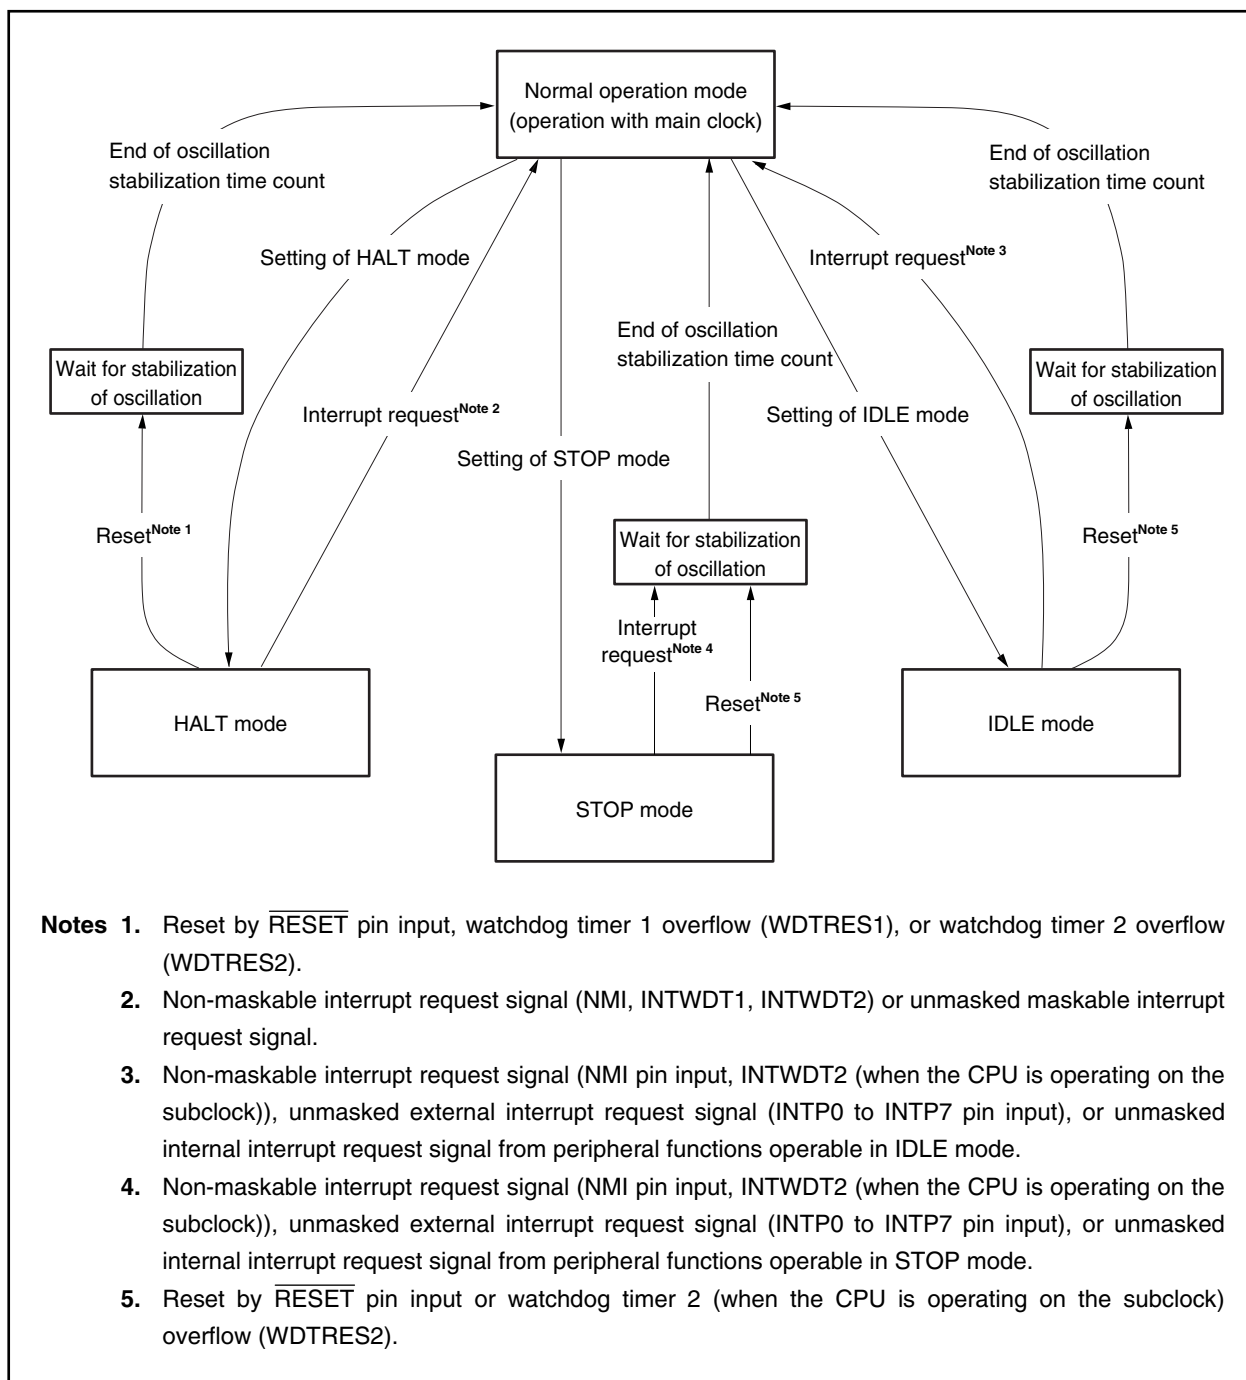 Normal operation mode
(operation with main clock)
End of oscillation
stabilization time count
End of oscillation
stabilization time count
Setting of HALT mode
Interrupt request Note 3
End of oscillation
stabilization time count
Wait for stabilization
of oscillation
Wait for stabilization
of oscillation
Interrupt request Note 2
Setting of IDLE mode
Setting of STOP mode
Reset Note 1
Wait for stabilization
of oscillation
Reset Note 5
Interrupt
request Note 4
Reset Note 5
HALT mode
IDLE mode
STOP mode
Notes 1. Reset by RESET pin input, watchdog timer 1 overflow (WDTRES1), or watchdog timer 2 overflow
(WDTRES2).
2. Non-maskable interrupt request signal (NMI, INTWDT1, INTWDT2) or unmasked maskable interrupt
request signal.
3. Non-maskable interrupt request signal (NMI pin input, INTWDT2 (when the CPU is operating on the
subclock)), unmasked external interrupt request signal (INTP0 to INTP7 pin input), or unmasked
internal interrupt request signal from peripheral functions operable in IDLE mode.
4. Non-maskable interrupt request signal (NMI pin input, INTWDT2 (when the CPU is operating on the
subclock)), unmasked external interrupt request signal (INTP0 to INTP7 pin input), or unmasked
internal interrupt request signal from peripheral functions operable in STOP mode.
5. Reset by RESET pin input or watchdog timer 2 (when the CPU is operating on the subclock)
overflow (WDTRES2).